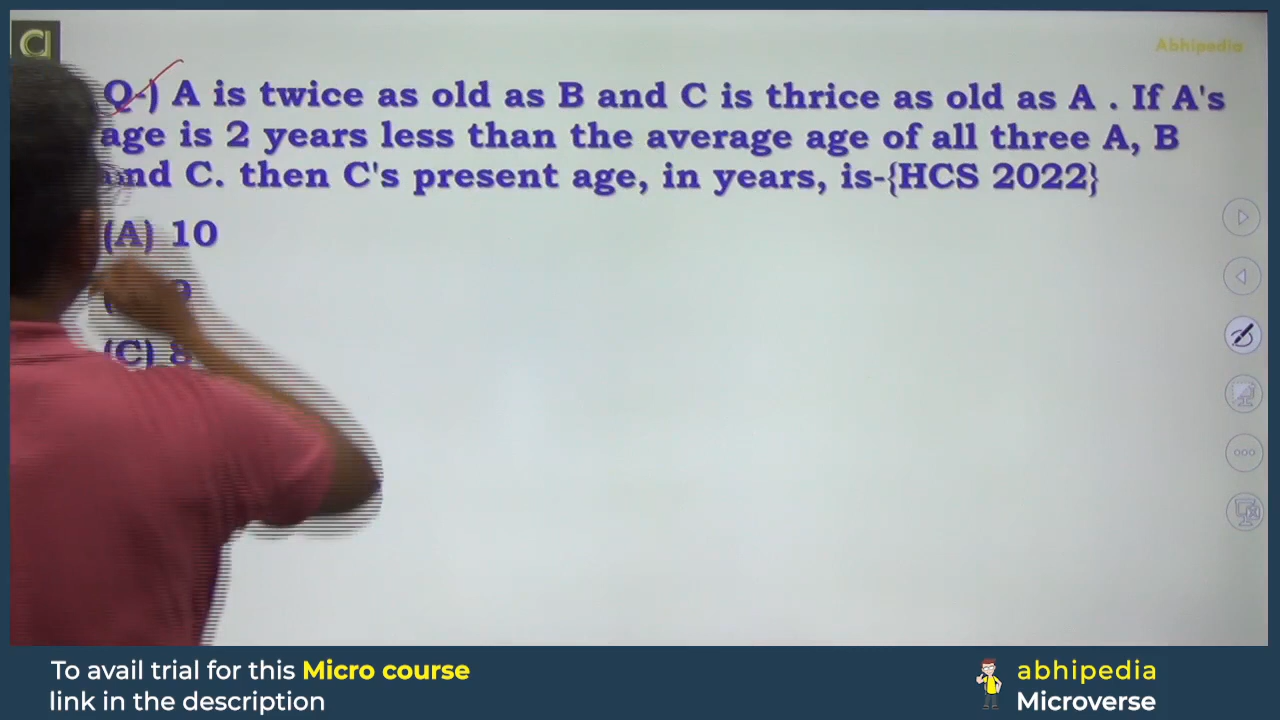 Abhipedia
Q-) A is twice as old as B and C is thrice as old as A . If A's
age is 2 years less than the average age of all three A, B
and C. then C's present age, in years, is-{HCS 2022}
(A) 10
9
(C) 8
To avail trial for this Micro course
link in the description
abhipedia
Microverse